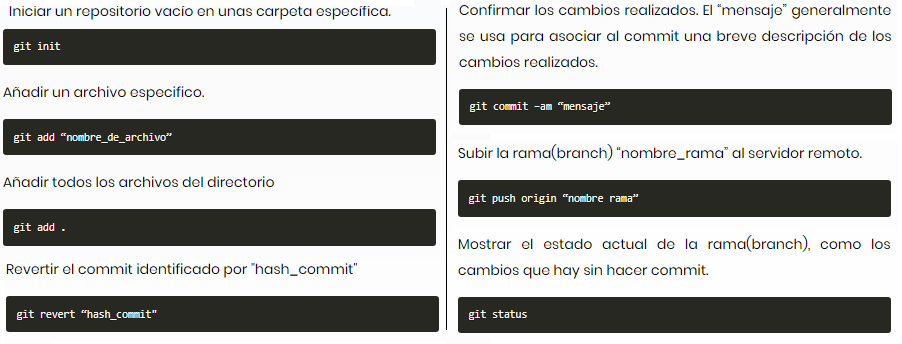 Iniciar un repositorio vacío en unas carpeta específica.
git init
Añadir un archivo especifico.
git add “nombre_de_archivo”
Añadir todos los archivos del directorio
git add .
Revertir el commit identificado por "hash_commit"
git revert “hash_commit"
Confirmar los cambios realizados. El “mensaje” generalmente
se usa para asociar al commit una breve descripción de los
cambios realizados.
git commit -am “mensaje”
Subir la rama(branch) “nombre_rama” al servidor remoto.
git push origin “nombre rama”
Mostrar el estado actual de la rama(branch), como los
cambios que hay sin hacer commit.
git status